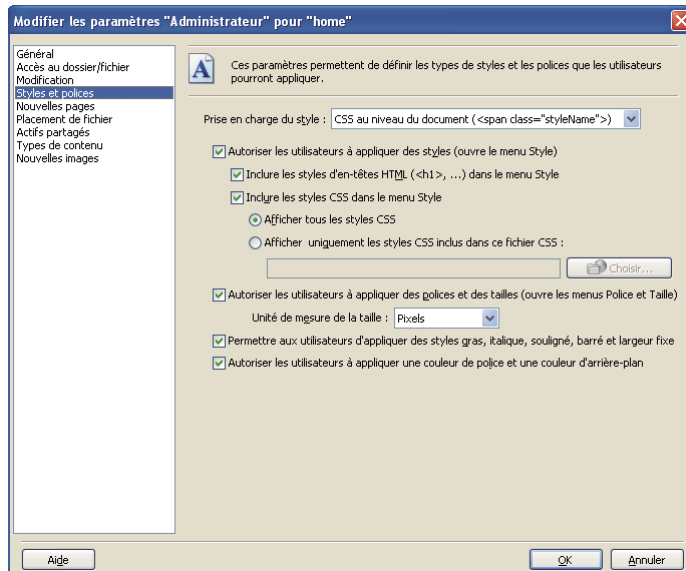 Modifier les paramètres "Administrateur" pour "home"
Général
Accès au dossier/fichier
Modification
Styles et polices
Nouvelles pages
Placement de fichier
Actifs partagés
Types de contenu
Nouvelles images
A
Ces paramètres permettent de définir les types de styles et les polices que les utilisateurs
pourront appliquer.
Prise en charge du style : CSS au niveau du document (<span class="styleName">)
Autoriser les utilisateurs à appliquer des styles (ouvre le menu Style)
Inclure les styles d'en-têtes HTML (<h1>, ...) dans le menu Style
Inclure les styles CSS dans le menu Style
Afficher tous les styles CSS
Afficher uniquement les styles CSS inclus dans ce fichier CSS :
Choisir...
Autoriser les utilisateurs à appliquer des polices et des tailles (ouvre les menus Police et Taille)
Unité de mesure de la taille : Pixels
Permettre aux utilisateurs d'appliquer des styles gras, italique, souligné, barré et largeur fixe
Autoriser les utilisateurs à appliquer une couleur de police et une couleur d'arrière-plan
Aide
OK
Annuler